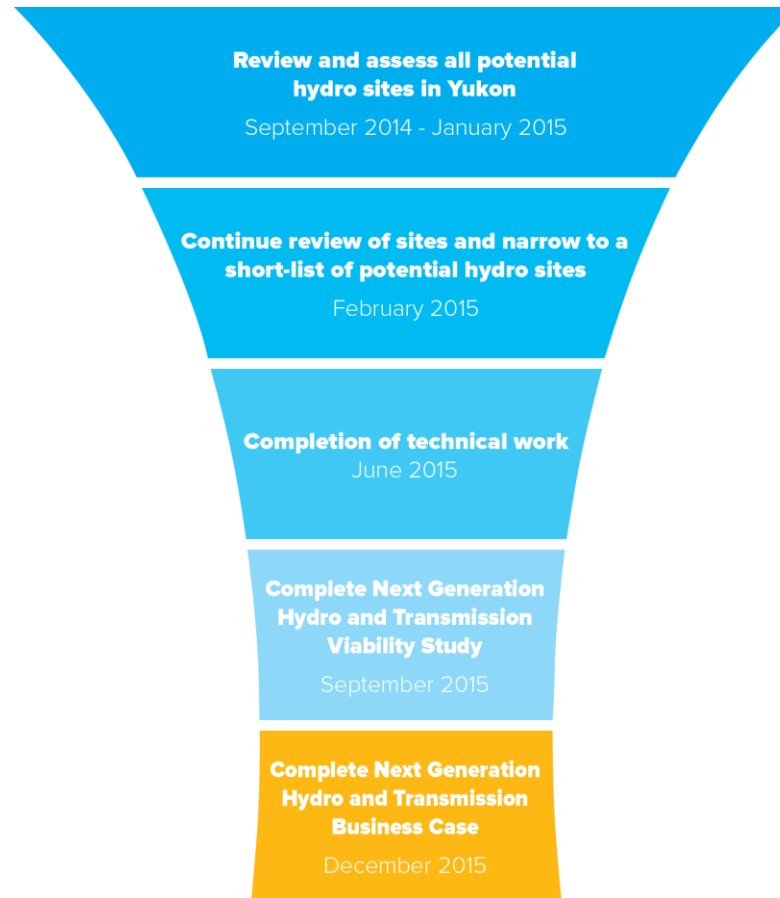 Review and assess all potential
hydro sites in Yukon
September 2014 - January 2015
Continue review of sites and narrow to a
short-list of potential hydro sites
February 2015
Completion of technical work
June 2015
Complete Next Generation
Hydro and Transmission
Viability Study
September 2015
Complete Next Generation
Hydro and Transmission
Business Case
December 2015